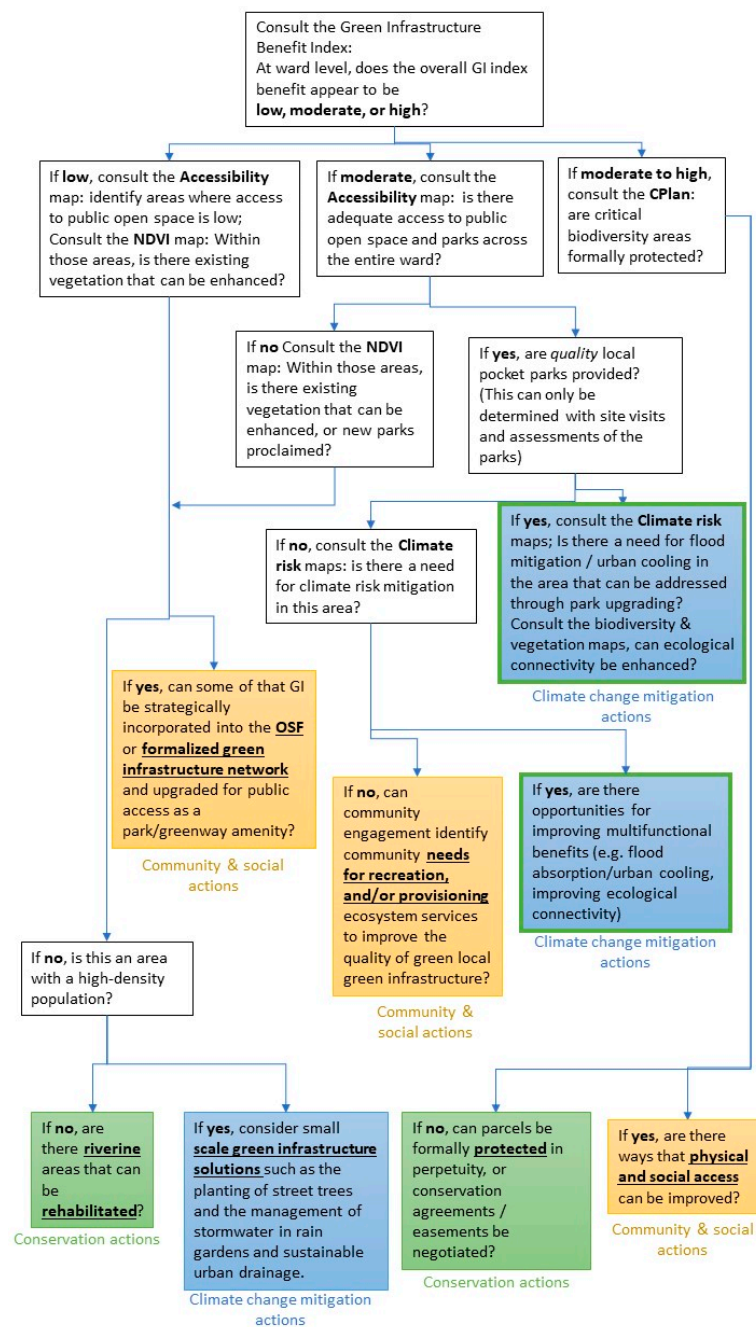 Consult the Green Infrastructure
Benefit Index:
At ward level, does the overall GI index
benefit appear to be
low, moderate, or high?
If low, consult the Accessibility
map: identify areas where access
to public open space is low;
Consult the NDVI map: Within
those areas, is there existing
vegetation that can be enhanced?
If moderate, consult the
Accessibility map: is there
adequate access to public
open space and parks across
the entire ward?
If moderate to high,
consult the CPlan:
are critical
biodiversity areas
formally protected?
If no Consult the NDVI
map: Within those areas,
is there existing
vegetation that can be
enhanced, or new parks
proclaimed?
If yes, are quality local
pocket parks provided?
(This can only be
determined with site visits
and assessments of the
parks)
If no, consult the Climate
risk maps: is there a need
for climate risk mitigation
in this area?
If yes, consult the Climate risk
maps; Is there a need for flood
mitigation / urban cooling in
the area that can be addressed
through park upgrading?
Consult the biodiversity &
vegetation maps, can ecological
connectivity be enhanced?
Climate change mitigation
actions
If yes, can some of that GI
be strategically
incorporated into the OSF
or formalized green
infrastructure network
and upgraded for public
access as a
park/greenway amenity?
Community & social
actions
If no, can
community
engagement identify
community needs
for recreation,
and/or provisioning
ecosystem services
to improve the
quality of green local
green infrastructure?
Community &
social actions
If yes, are there
opportunities for
improving multifunctional
benefits (e.g. flood
absorption/urban cooling,
improving ecological
connectivity)
Climate change mitigation
actions
If no, is this an area
with a high-density
population?
If no, are
there riverine
areas that can
be
rehabilitated?
Conservation actions
If yes, consider small
scale green infrastructure
solutions such as the
planting of street trees
and the management of
stormwater in rain
gardens and sustainable
urban drainage.
Climate change mitigation
actions
If no, can parcels be
formally protected in
perpetuity, or
conservation
agreements /
easements be
negotiated?
Conservation actions
If yes, are there
ways that physical
and social access
can be improved?
Community & social
actions